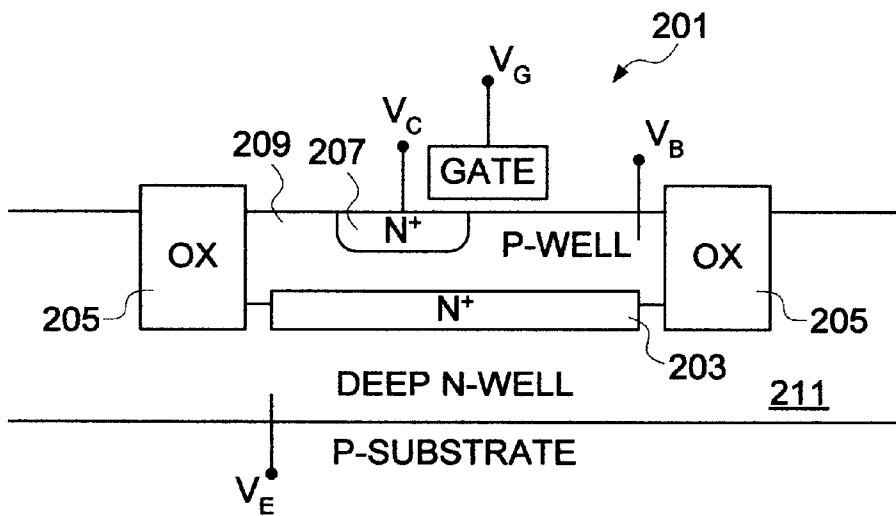 201
V_G
V_C
V_B
209
207
GATE
OX
N+
P-WELL
OX
205
N+
205
203
DEEP N-WELL
211
P-SUBSTRATE
V_E